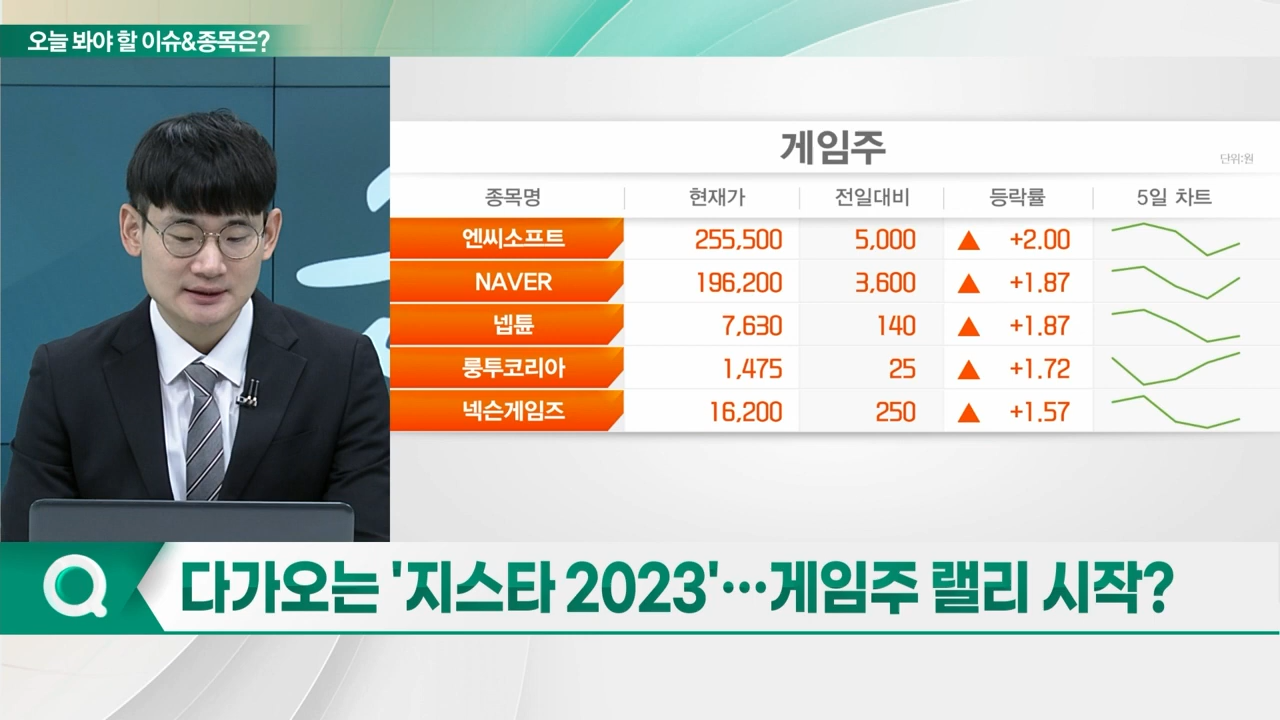 오늘 봐야 할 이슈&종목은?
게임주
단위:원
종목명 현재가 전일대비 등락률 5일 차트
엔씨소프트 255,500 5,000 ▲ +2.00
NAVER 196,200 3,600 ▲ +1.87
넵튠 7,630 140 ▲ +1.87
룽투코리아 1,475 25 ▲ +1.72
넥슨게임즈 16,200 250 ▲ +1.57
Q 다가오는 '지스타 2023'…게임주 랠리 시작?